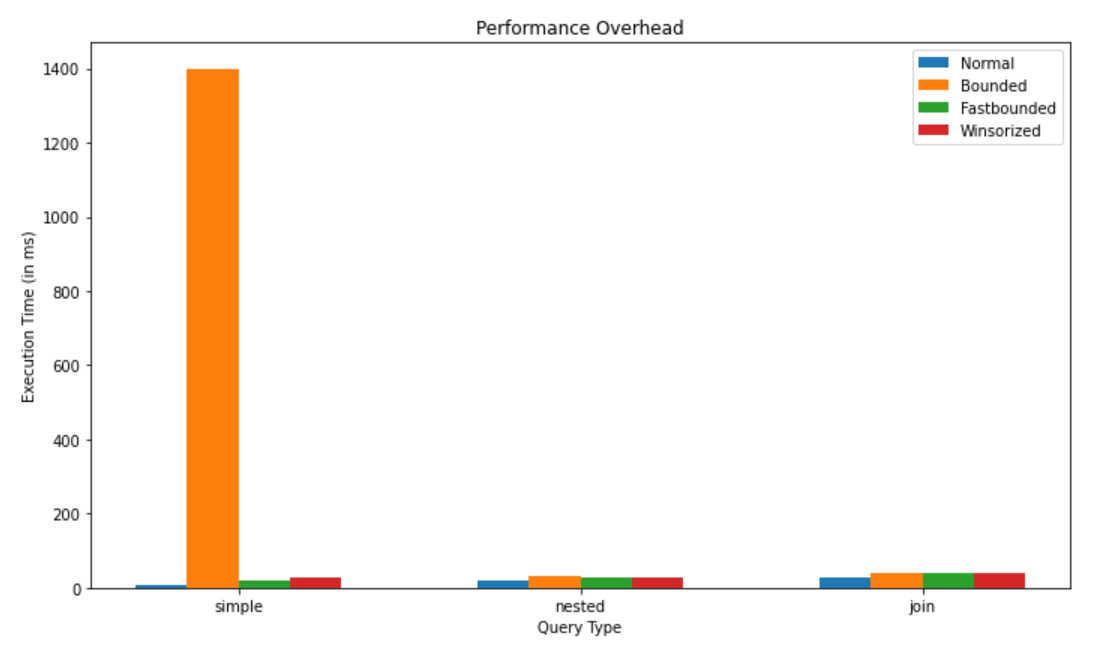 Performance Overhead
Normal
Bounded
Fastbounded
Winsorized
1400
1200
1000
800
600
400
200
0
Execution Time (in ms)
simple nested join
Query Type